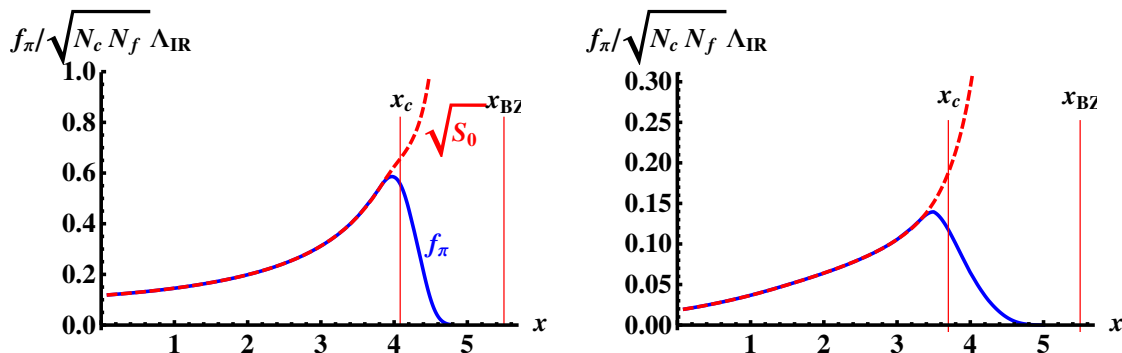 f_π/√N_c N_f Λ_IR
1.0
0.8
0.6
0.4
0.2
0.0
x_c
x_BZ
√S_0
f_π
1 2 3 4 5
x
f_π/√N_c N_f Λ_IR
0.30
0.25
0.20
0.15
0.10
0.05
0.00
x_c
x_BZ
1 2 3 4 5
x